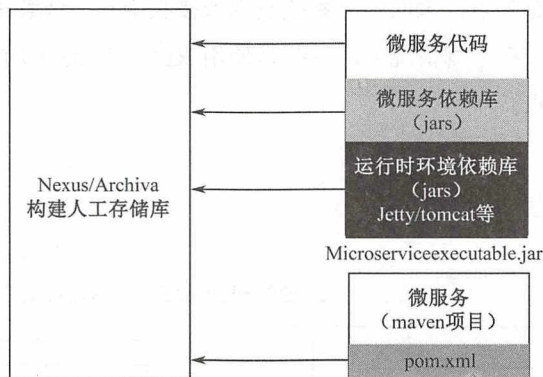 微服务代码
微服务依赖库
（jars）
运行时环境依赖库
（jars）
Jetty/tomcat等
Microserviceexecutable.jar
Nexus/Archiva
构建人工存储库
微服务
（maven项目）
pom.xml